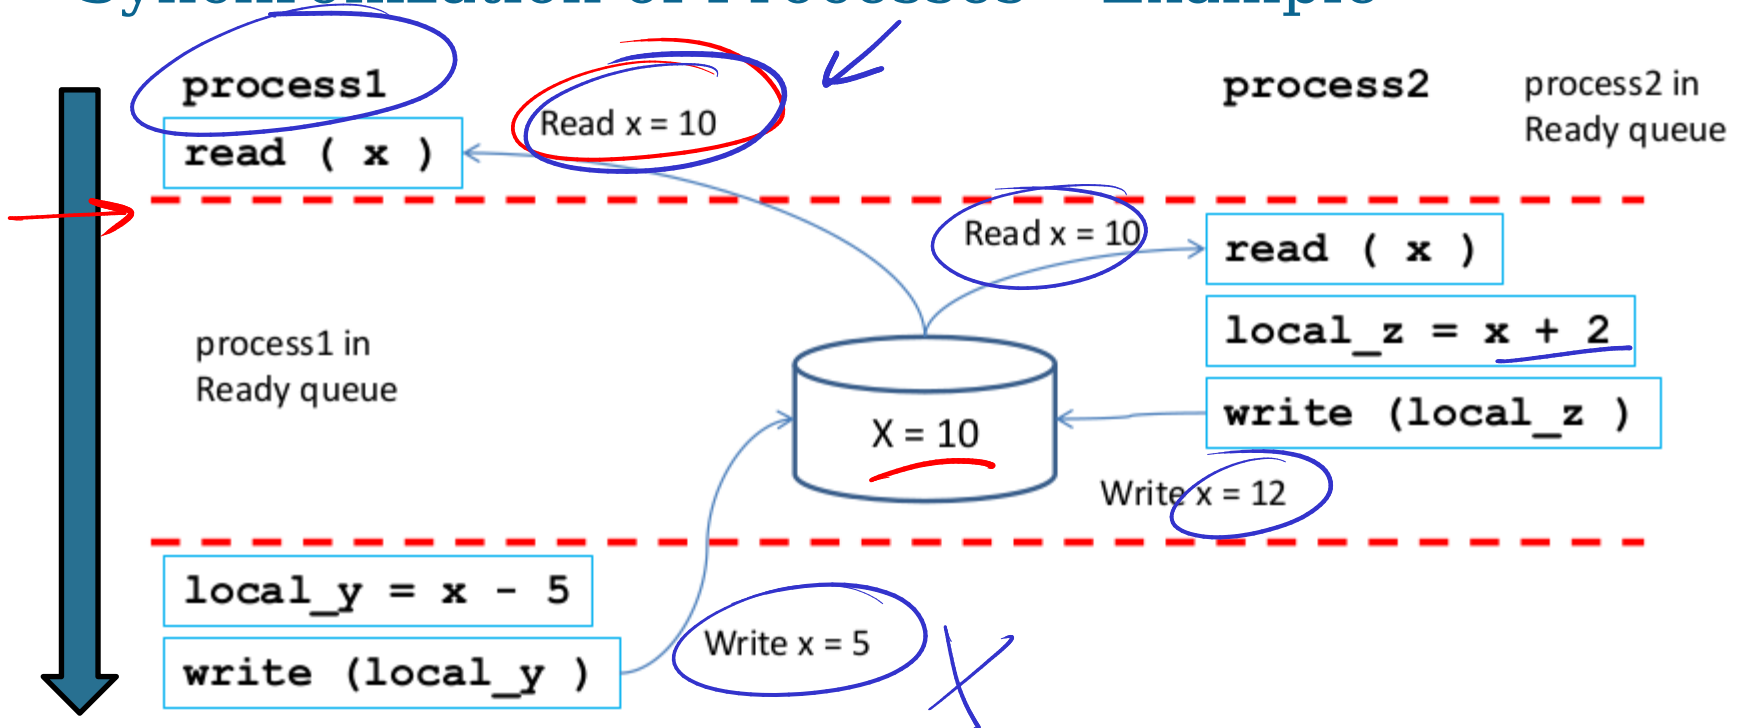 process1
Read x = 10
process2
process2 in
Ready queue
read ( x )
Read x = 10
read ( x )
local_z = x + 2
process1 in
Ready queue
X = 10
write (local_z )
Write x = 12
local_y = x - 5
Write x = 5
write (local_y )